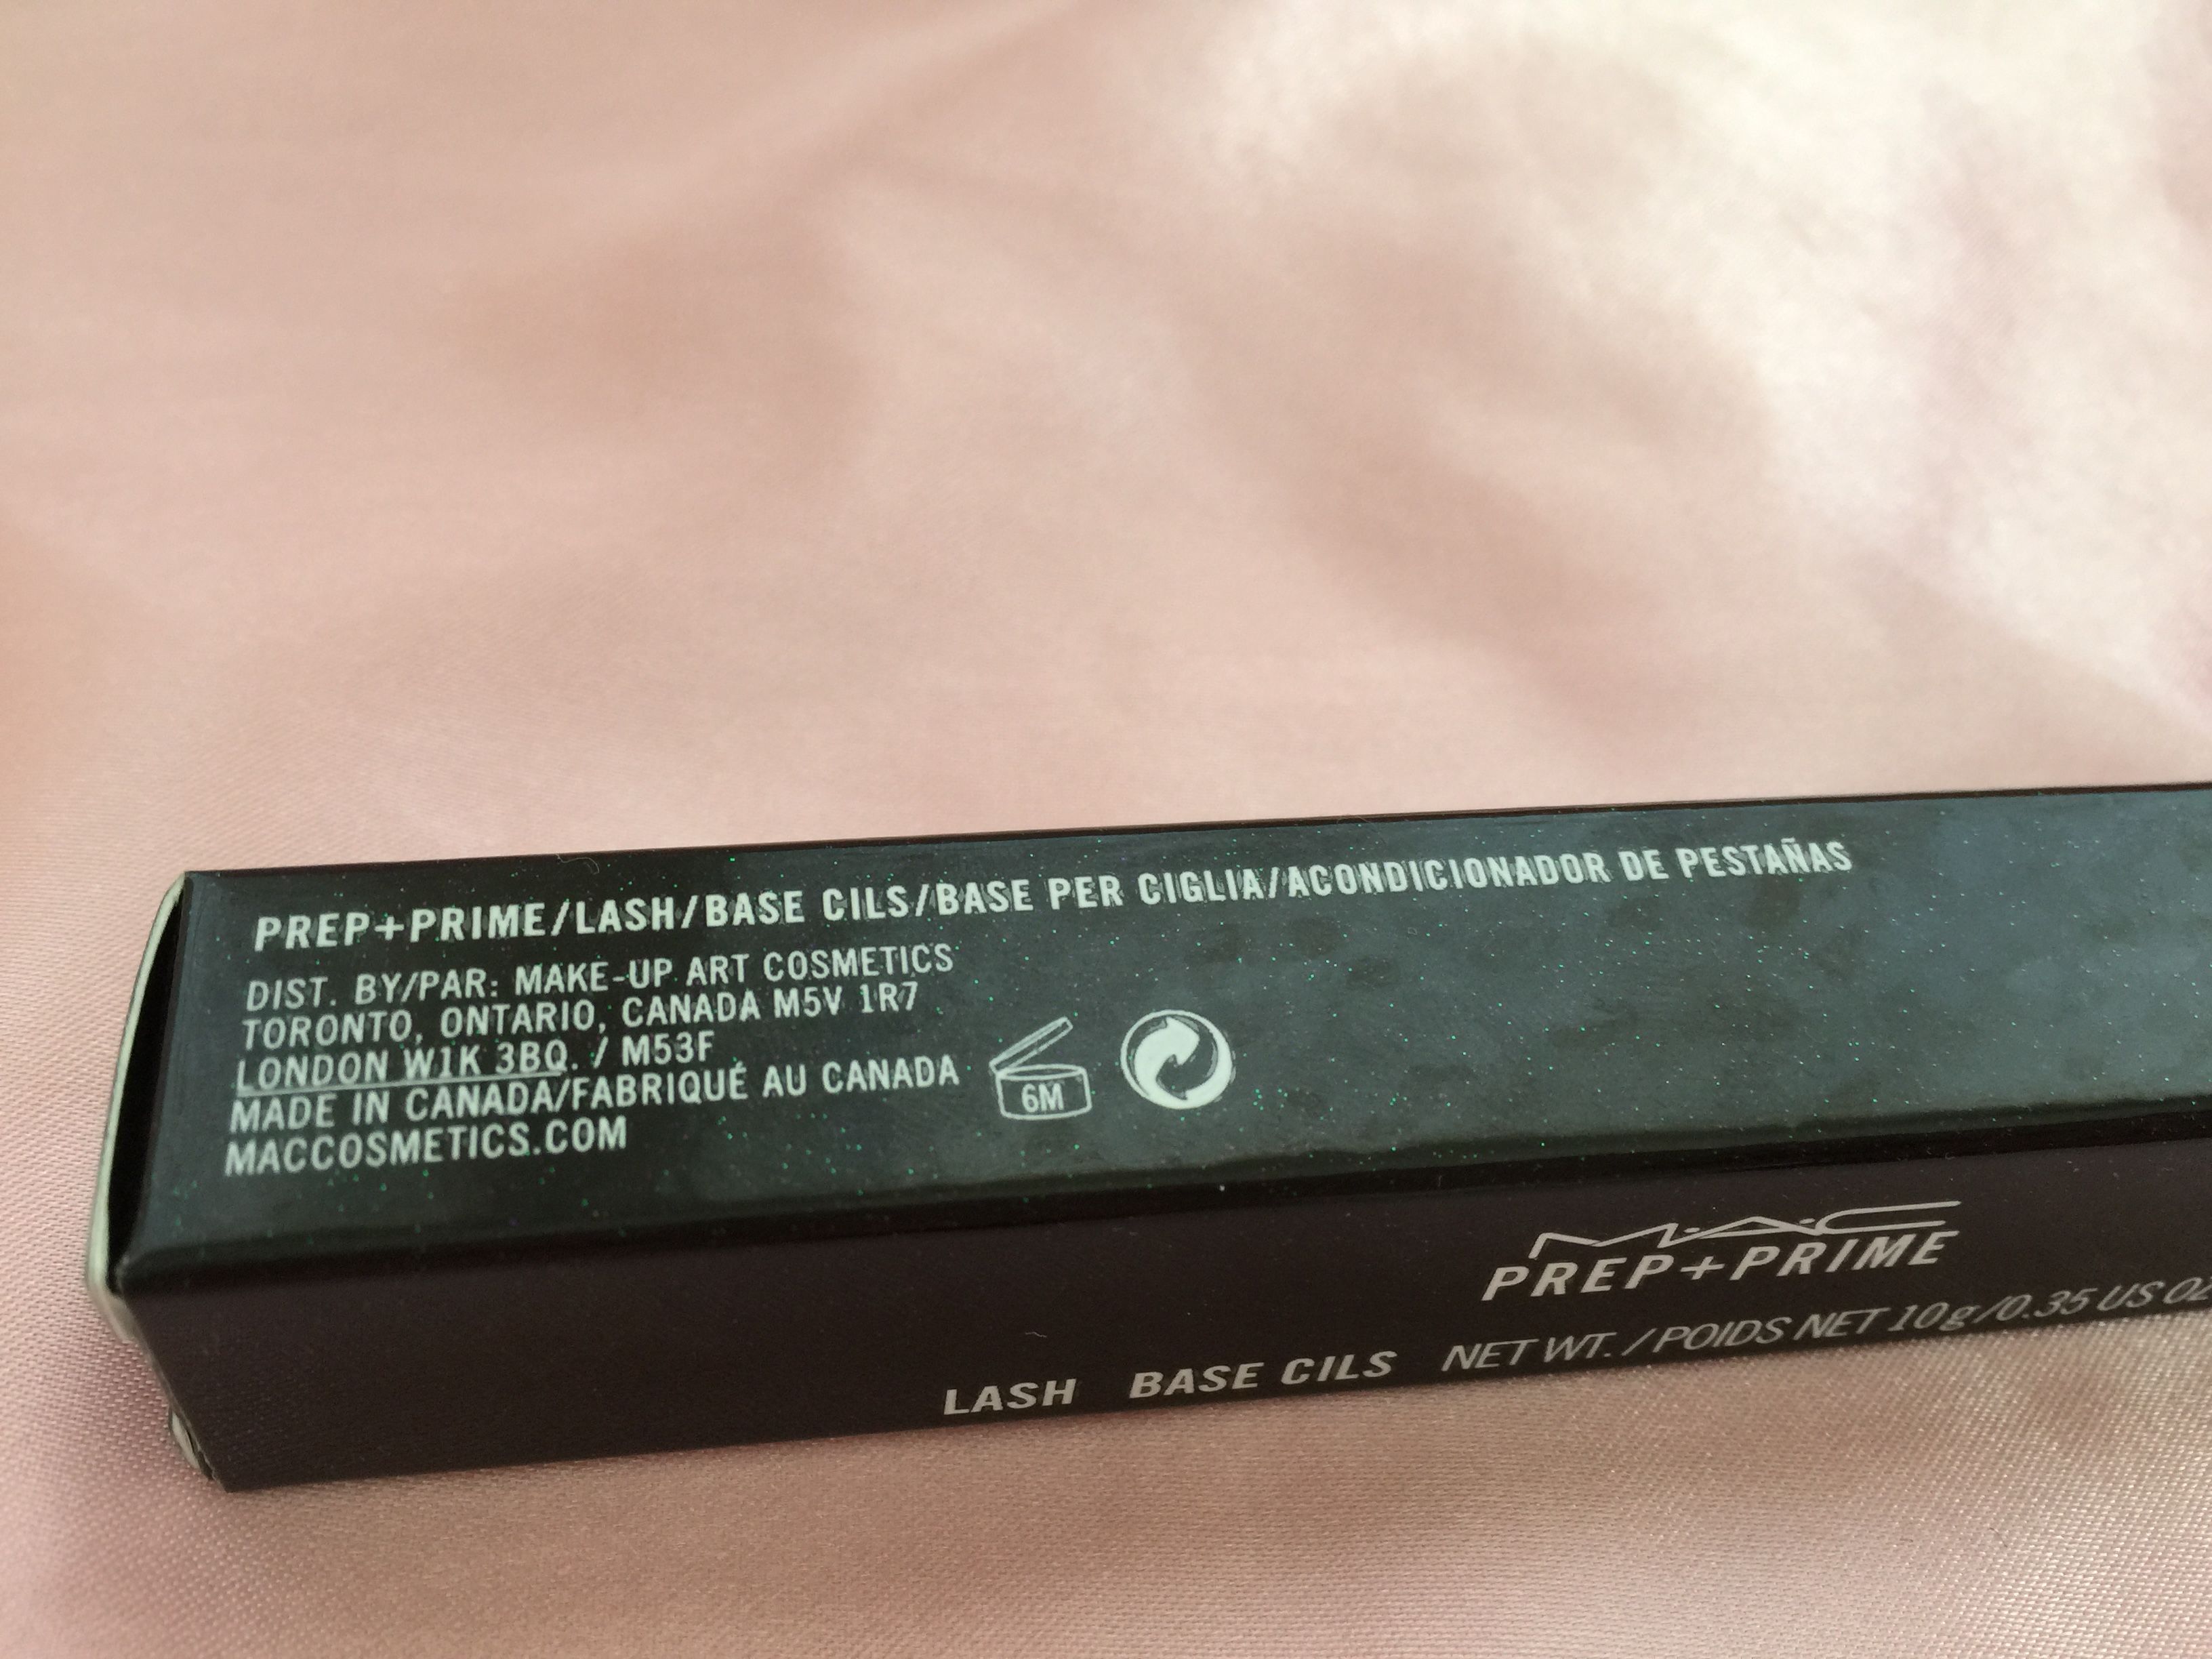 PREP+PRIME/LASH/BASE CILS/BASE PER CIGLIA/ACONDICIONADOR DE PESTAÑAS
DIST. BY/PAR: MAKE-UP ART COSMETICS
TORONTO, ONTARIO, CANADA M5V 1R7
LONDON W1K 3BQ. / M53F
MADE IN CANADA/FABRIQUÉ AU CANADA
MACCOSMETICS.COM
6M
M·A·C
PREP+PRIME
LASH BASE CILS NET WT. / POIDS NET 10g/0.35 US OZ